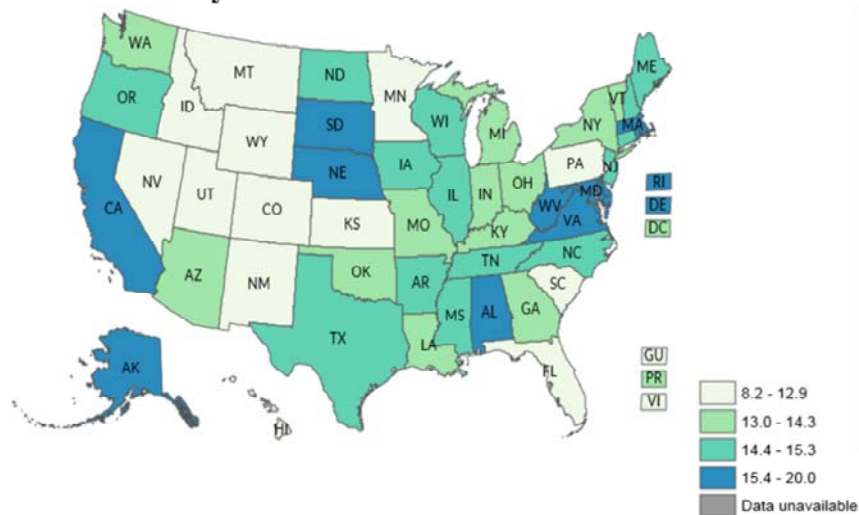 WA
MT
ND
MN
ME
OR
ID
VT
SD
WI
NY
MA
WY
MI
IA
PA
NE
NJ
NV
OH
MD
RI
UT
IL
IN
CA
WV
DE
CO
VA
KS
MO
KY
DC
NC
TN
AZ
OK
NM
AR
SC
MS
AL
GA
TX
LA
GU
AK
FL
PR
VI
HI
8.2 - 12.9
13.0 - 14.3
14.4 - 15.3
15.4 - 20.0
Data unavailable